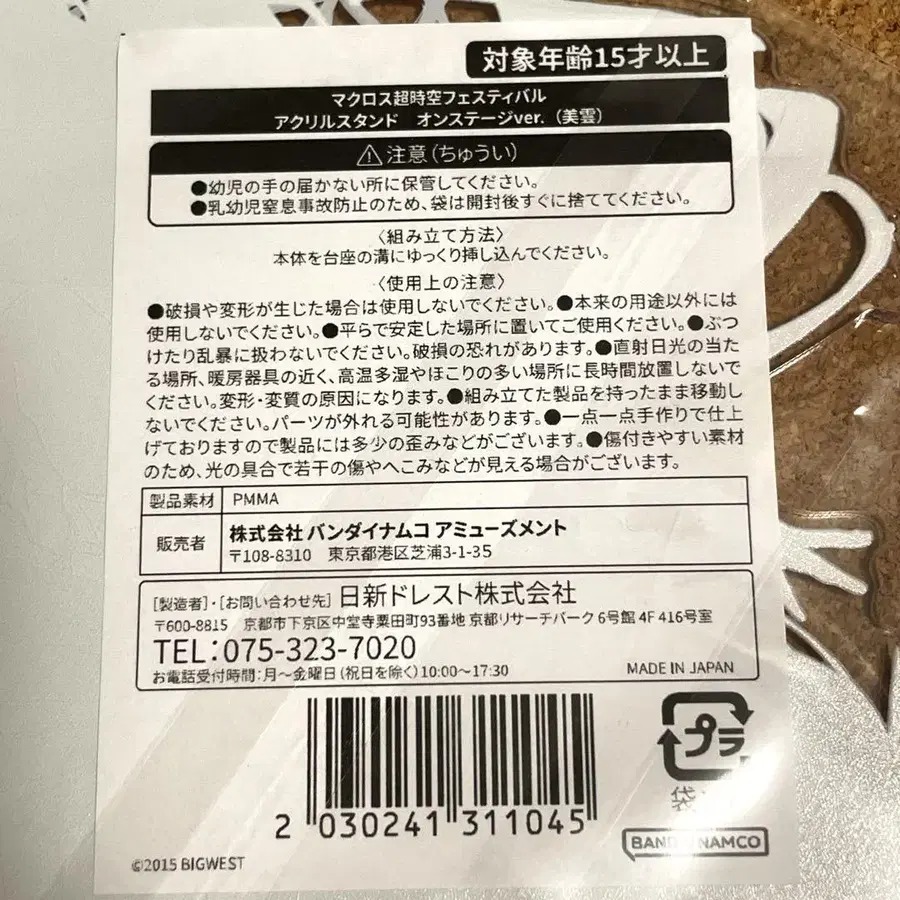 対象年齢15才以上
マクロス超時空フェスティバル
アクリルスタンド オンステージver.（美雲）
⚠注意（ちゅうい）
●幼児の手の届かない所に保管してください。
●乳幼児窒息事故防止のため、袋は開封後すぐに捨ててください。
〈組み立て方法〉
本体を台座の溝にゆっくり挿し込んでください。
〈使用上の注意〉
●破損や変形が生じた場合は使用しないでください。●本来の用途以外には
使用しないでください。●平らで安定した場所に置いてご使用ください。●ぶつ
けたり乱暴に扱わないでください。破損の恐れがあります。●直射日光の当た
る場所、暖房器具の近く、高温多湿やほこりの多い場所に長時間放置しないで
ください。変形・変質の原因になります。●組み立てた製品を持ったまま移動し
ないでください。パーツが外れる可能性があります。●一点一点手作りで仕上
げておりますので製品には多少の歪みなどがございます。●傷付きやすい素材
のため、光の具合で若干の傷やへこみなどが見える場合がございます。
製品素材 PMMA
販売者 株式会社 バンダイナムコ アミューズメント
〒108-8310 東京都港区芝浦3-1-35
［製造者］・［お問い合わせ先］日新ドレスト株式会社
〒600-8815 京都市下京区中堂寺粟田町93番地 京都リサーチパーク 6号館 4F 416号室
TEL：075-323-7020
お電話受付時間：月～金曜日（祝日を除く）10:00～17:30
MADE IN JAPAN
プラ
袋
2 030241 311045
BANDAI NAMCO
©2015 BIGWEST